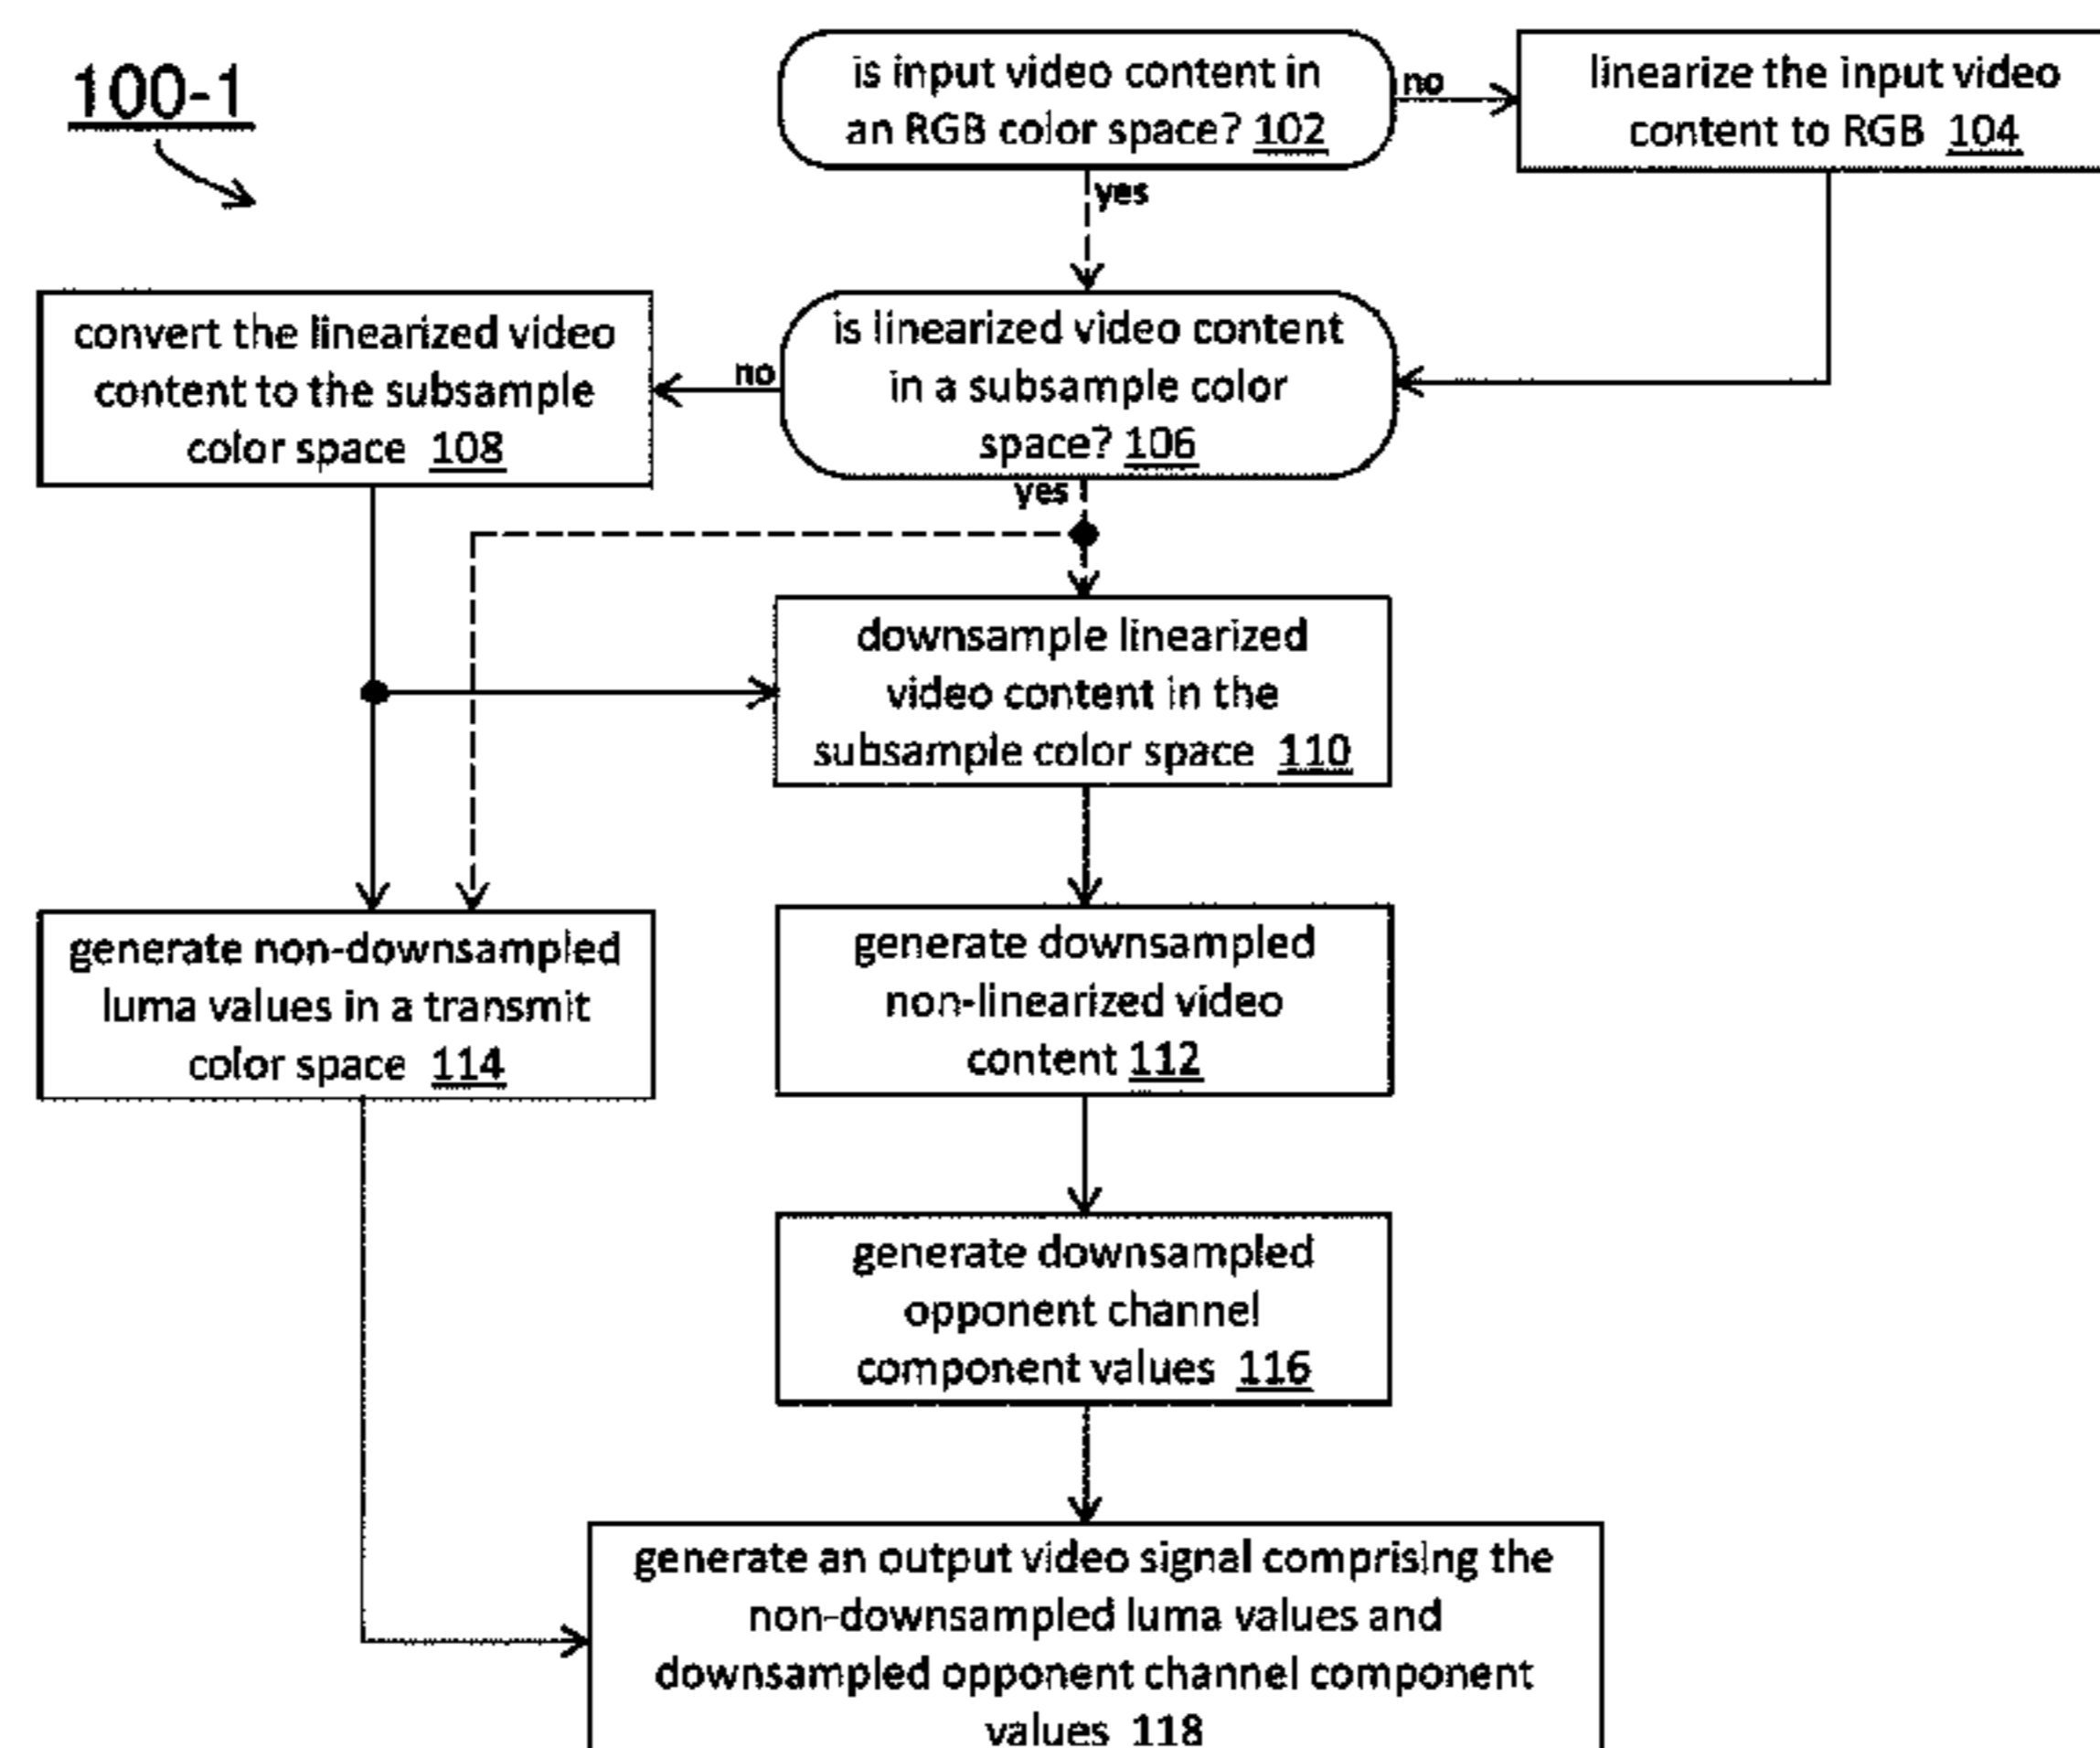 100-1
is input video content in
an RGB color space? 102
no
linearize the input video
content to RGB 104
yes
convert the linearized video
content to the subsample
color space 108
no
is linearized video content
in a subsample color
space? 106
yes
downsample linearized
video content in the
subsample color space 110
generate non-downsampled
luma values in a transmit
color space 114
generate downsampled
non-linearized video
content 112
generate downsampled
opponent channel
component values 116
generate an output video signal comprising the
non-downsampled luma values and
downsampled opponent channel component
values 118